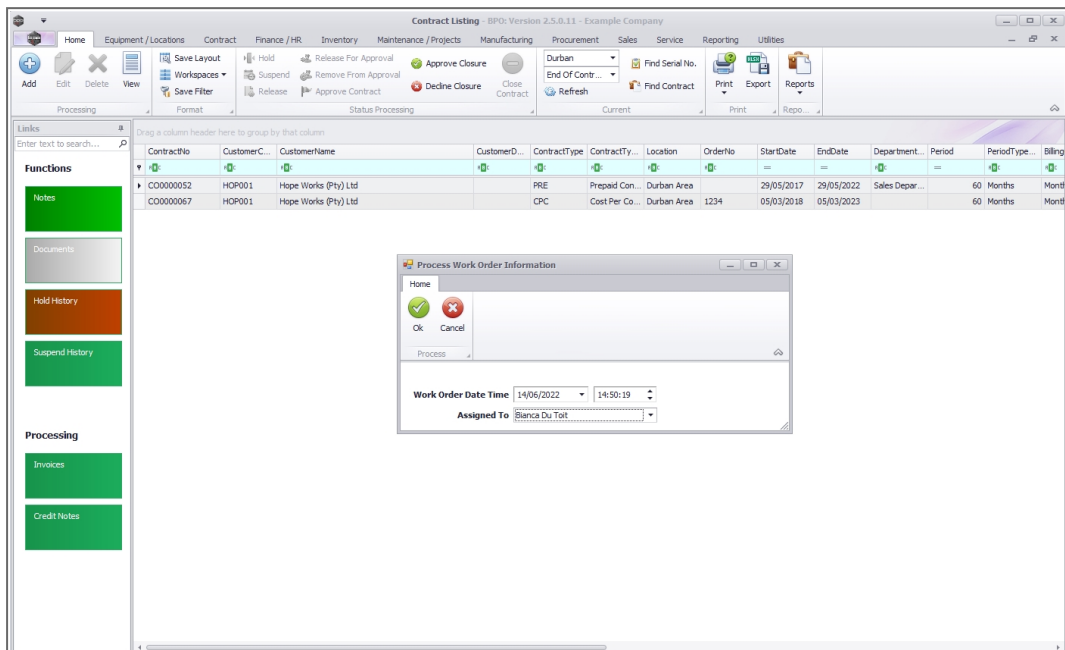 Contract Listing - BPO: Version 2.5.0.11 - Example Company
Home Equipment / Locations Contract Finance / HR Inventory Maintenance / Projects Manufacturing Procurement Sales Service Reporting Utilities
Add Edit Delete View
Processing
Save Layout
Workspaces
Save Filter
Format
Hold
Suspend
Release
Release For Approval
Remove From Approval
Approve Contract
Approve Closure
Decline Closure
Close Contract
Status Processing
Durban
End Of Contr...
Refresh
Find Serial No.
Find Contract
Current
Print Export
Print
Reports
Repo...
Links
Enter text to search...
Functions
Notes
Documents
Hold History
Suspend History
Processing
Invoices
Credit Notes
Drag a column header here to group by that column
ContractNo CustomerC... CustomerName CustomerD... ContractType ContractTy... Location OrderNo StartDate EndDate Department... Period PeriodType... Billing
CO0000052 HOP001 Hope Works (Pty) Ltd PRE Prepaid Con... Durban Area 29/05/2017 29/05/2022 Sales Depar... 60 Months Month
CO0000067 HOP001 Hope Works (Pty) Ltd CPC Cost Per Co... Durban Area 1234 05/03/2018 05/03/2023 60 Months Month
Process Work Order Information
Home
Ok Cancel
Process
Work Order Date Time 14/06/2022 14:50:19
Assigned To Bianca Du Toit